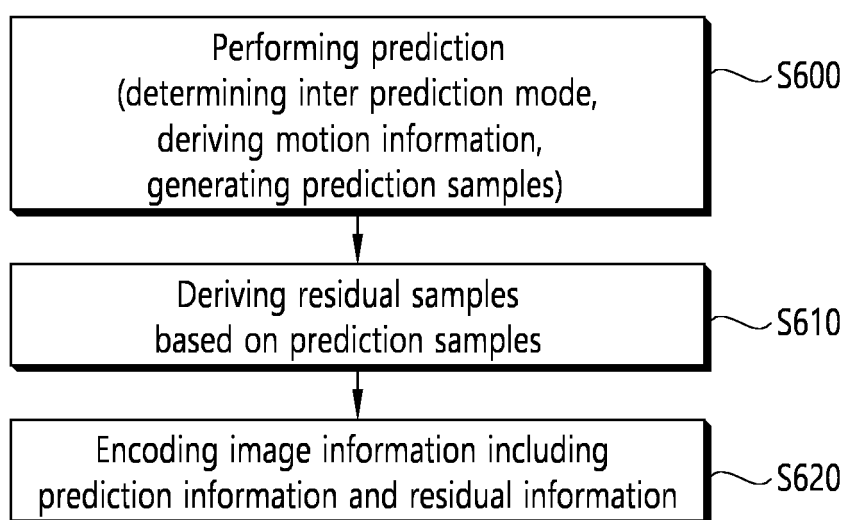 Performing prediction
(determining inter prediction mode,
deriving motion information,
generating prediction samples)
S600
Deriving residual samples
based on prediction samples
S610
Encoding image information including
prediction information and residual information
S620